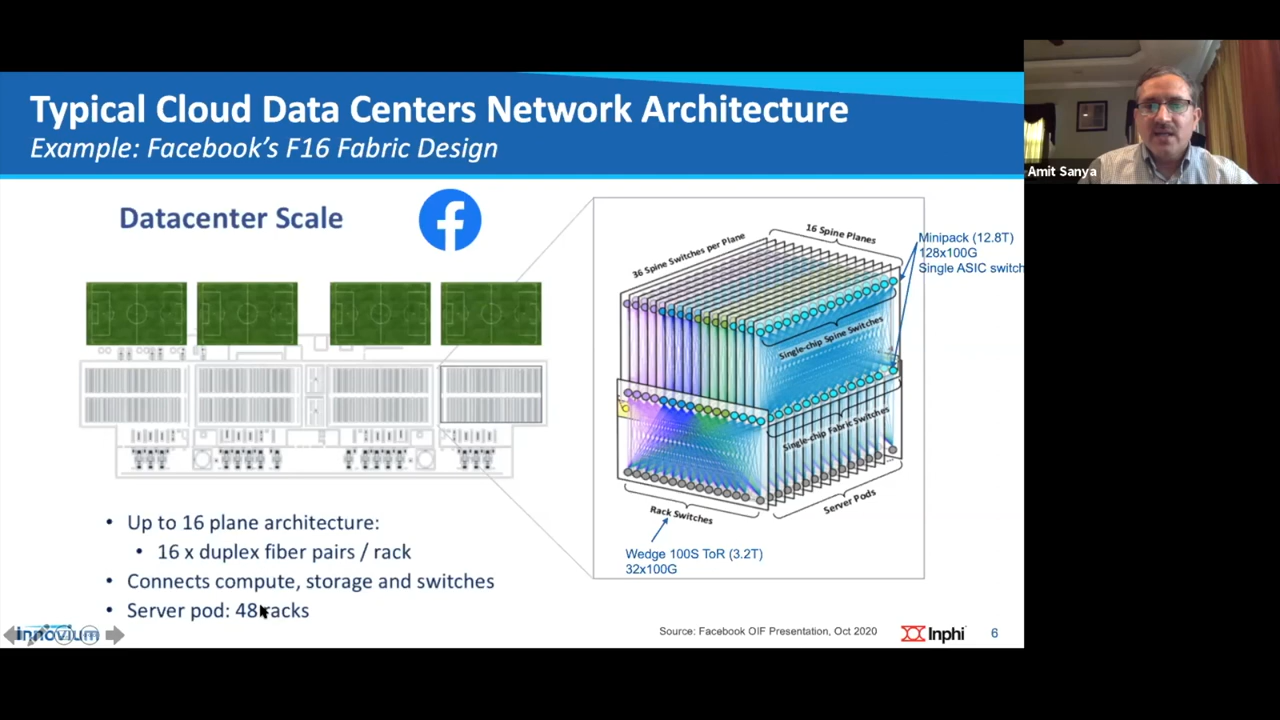 Typical Cloud Data Centers Network Architecture
Example: Facebook's F16 Fabric Design
Amit Sanya
Datacenter Scale
36 Spine Switches per Plane
16 Spine Planes
Minipack (12.8T)
128x100G
Single ASIC switch
Single-chip Spine Switches
Single-chip Fabric Switches
Rack Switches
Server Pods
Wedge 100S ToR (3.2T)
32x100G
• Up to 16 plane architecture:
• 16 x duplex fiber pairs / rack
• Connects compute, storage and switches
• Server pod: 48 racks
innovium
Source: Facebook OIF Presentation, Oct 2020
Inphi
6